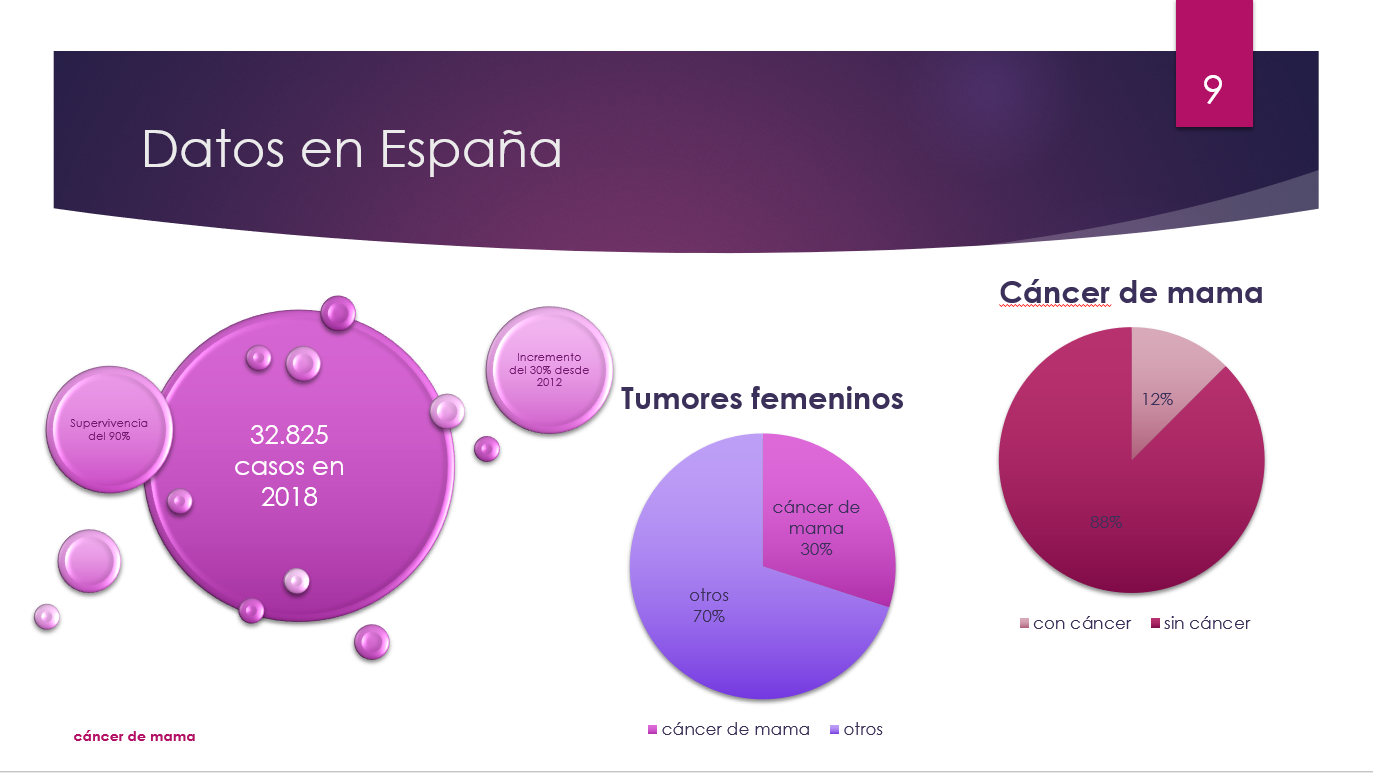 9
Datos en España
Supervivencia
del 90%
32.825
casos en
2018
Incremento
del 30% desde
2012
Tumores femeninos
cáncer de
mama
30%
otros
70%
cáncer de mama
otros
Cáncer de mama
12%
88%
con cáncer
sin cáncer
cáncer de mama